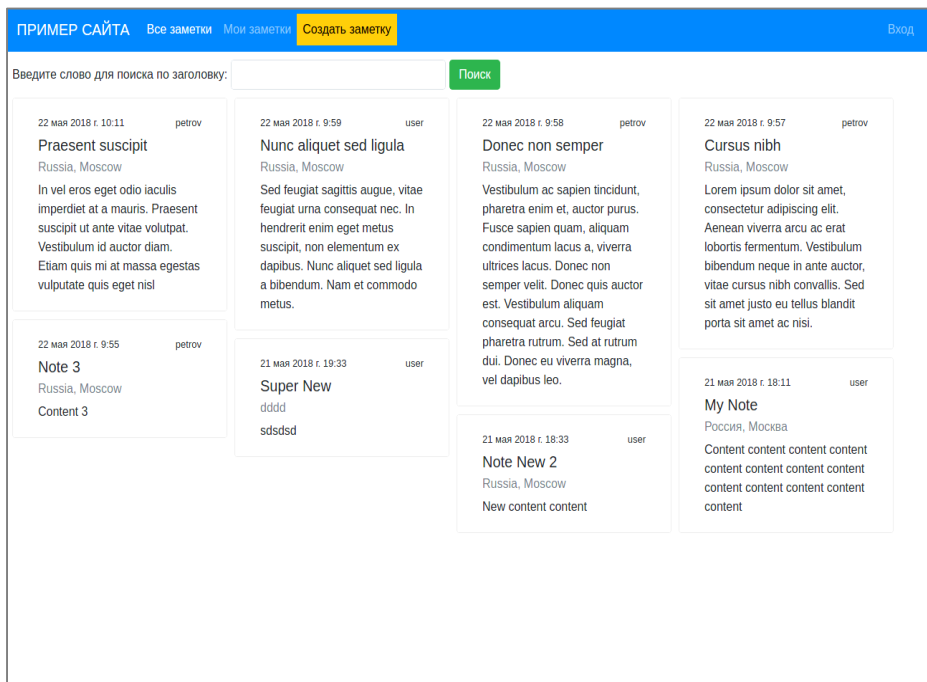 ПРИМЕР САЙТА Все заметки Мои заметки Создать заметку Вход
Введите слово для поиска по заголовку: Поиск
22 мая 2018 г. 10:11 petrov
Praesent suscipit
Russia, Moscow
In vel eros eget odio iaculis
imperdiet at a mauris. Praesent
suscipit ut ante vitae volutpat.
Vestibulum id auctor diam.
Etiam quis mi at massa egestas
vulputate quis eget nisl
22 мая 2018 г. 9:55 petrov
Note 3
Russia, Moscow
Content 3
22 мая 2018 г. 9:59 user
Nunc aliquet sed ligula
Russia, Moscow
Sed feugiat sagittis augue, vitae
feugiat urna consequat nec. In
hendrerit enim eget metus
suscipit, non elementum ex
dapibus. Nunc aliquet sed ligula
a bibendum. Nam et commodo
metus.
21 мая 2018 г. 19:33 user
Super New
dddd
sdsdsd
22 мая 2018 г. 9:58 petrov
Donec non semper
Russia, Moscow
Vestibulum ac sapien tincidunt,
pharetra enim et, auctor purus.
Fusce sapien quam, aliquam
condimentum lacus a, viverra
ultrices lacus. Donec non
semper velit. Donec quis auctor
est. Vestibulum aliquam
consequat arcu. Sed feugiat
pharetra rutrum. Sed at rutrum
dui. Donec eu viverra magna,
vel dapibus leo.
21 мая 2018 г. 18:33 user
Note New 2
Russia, Moscow
New content content
22 мая 2018 г. 9:57 petrov
Cursus nibh
Russia, Moscow
Lorem ipsum dolor sit amet,
consectetur adipiscing elit.
Aenean viverra arcu ac erat
lobortis fermentum. Vestibulum
bibendum neque in ante auctor,
vitae cursus nibh convallis. Sed
sit amet justo eu tellus blandit
porta sit amet ac nisi.
21 мая 2018 г. 18:11 user
My Note
Россия, Москва
Content content content content
content content content content
content content content content
content